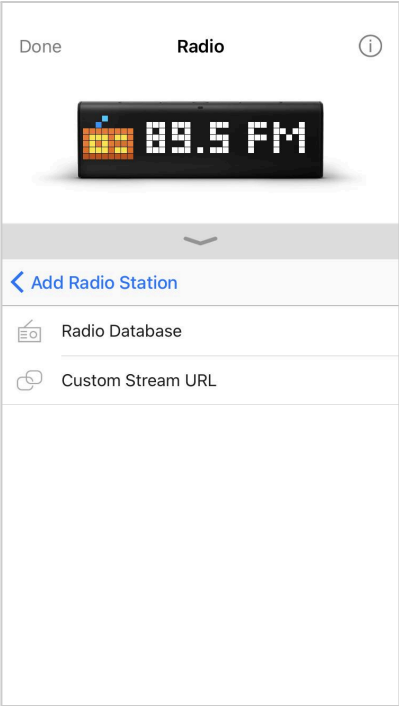 Done Radio
89.5 FM
Add Radio Station
Radio Database
Custom Stream URL